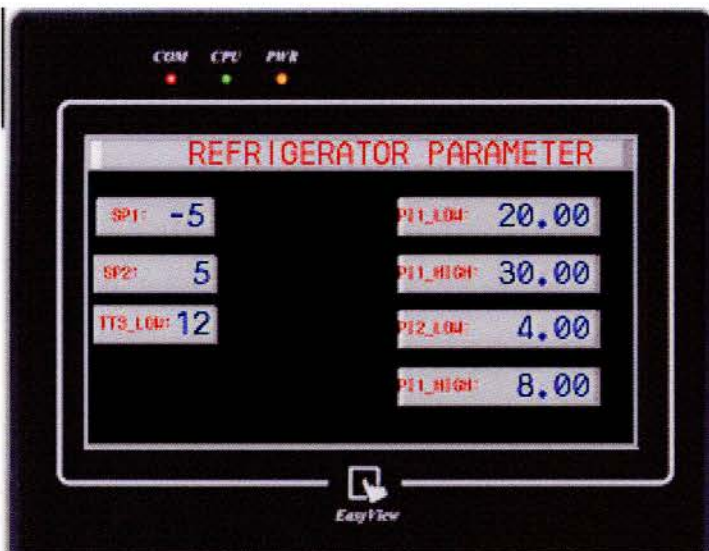 COM CPU PWR
REFRIGERATOR PARAMETER
SP1: -5
PI1_LOW: 20.00
SP2: 5
PI1_HIGH: 30.00
TT3_LOW: 12
PI2_LOW: 4.00
PI1_HIGH: 8.00
EasyView